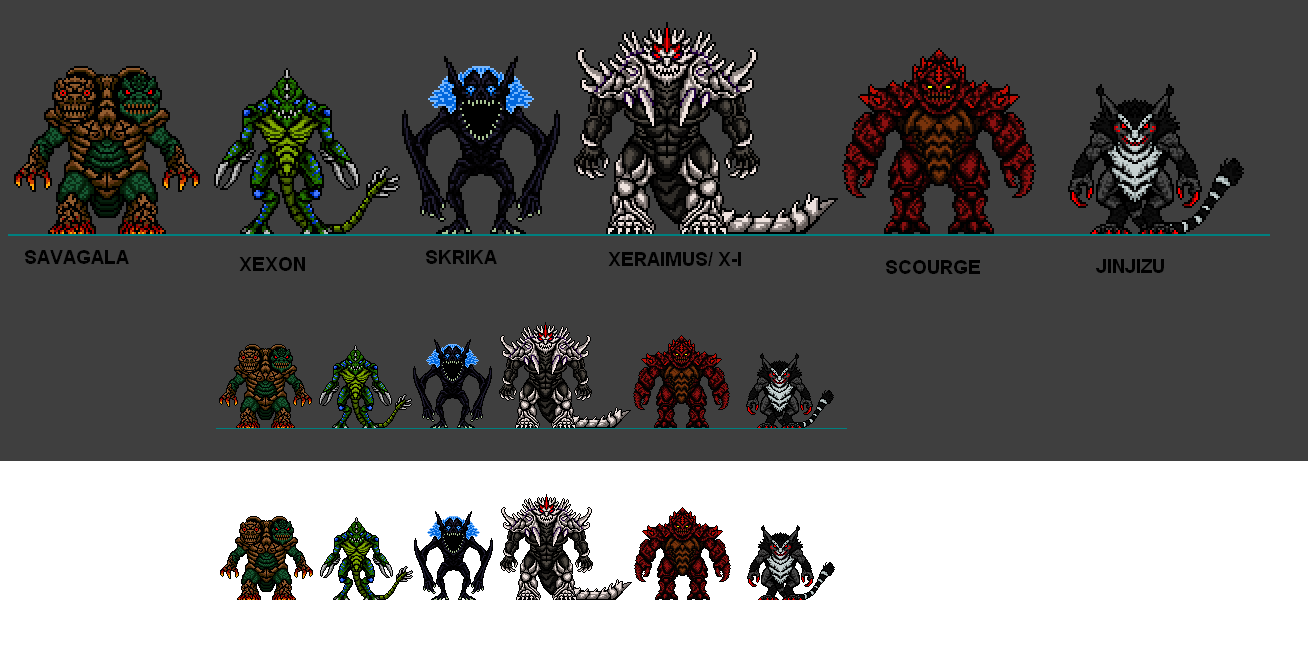 SAVAGALA
XEXON
SKRIKA
XERAIMUS/ X-I
SCOURGE
JINJIZU